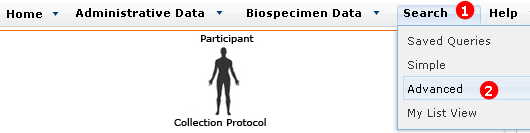 Home Administrative Data Biospecimen Data Search 1 Help
Participant
Saved Queries
Simple
Advanced 2
My List View
Collection Protocol